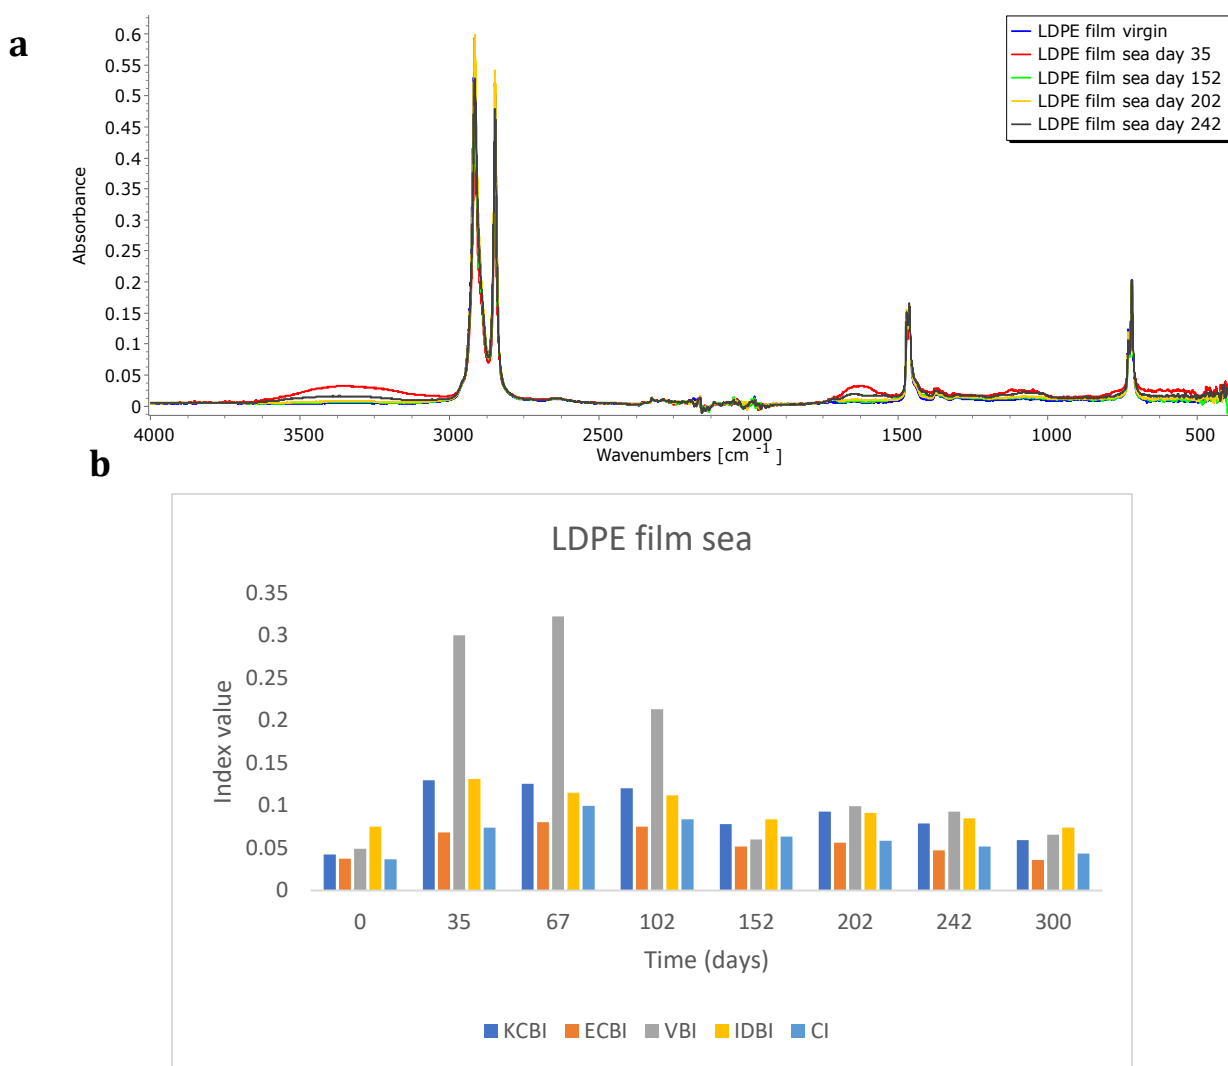 a
LDPE film virgin
LDPE film sea day 35
LDPE film sea day 152
LDPE film sea day 202
LDPE film sea day 242
0.6
0.55
0.5
0.45
0.4
0.35
0.3
0.25
0.2
0.15
0.1
0.05
0
Absorbance
4000 3500 3000 2500 2000 1500 1000 500
Wavenumbers [cm -1 ]
b
LDPE film sea
0.35
0.3
0.25
0.2
0.15
0.1
0.05
0
Index value
0 35 67 102 152 202 242 300
Time (days)
KCBI ECBI VBI IDBI CI